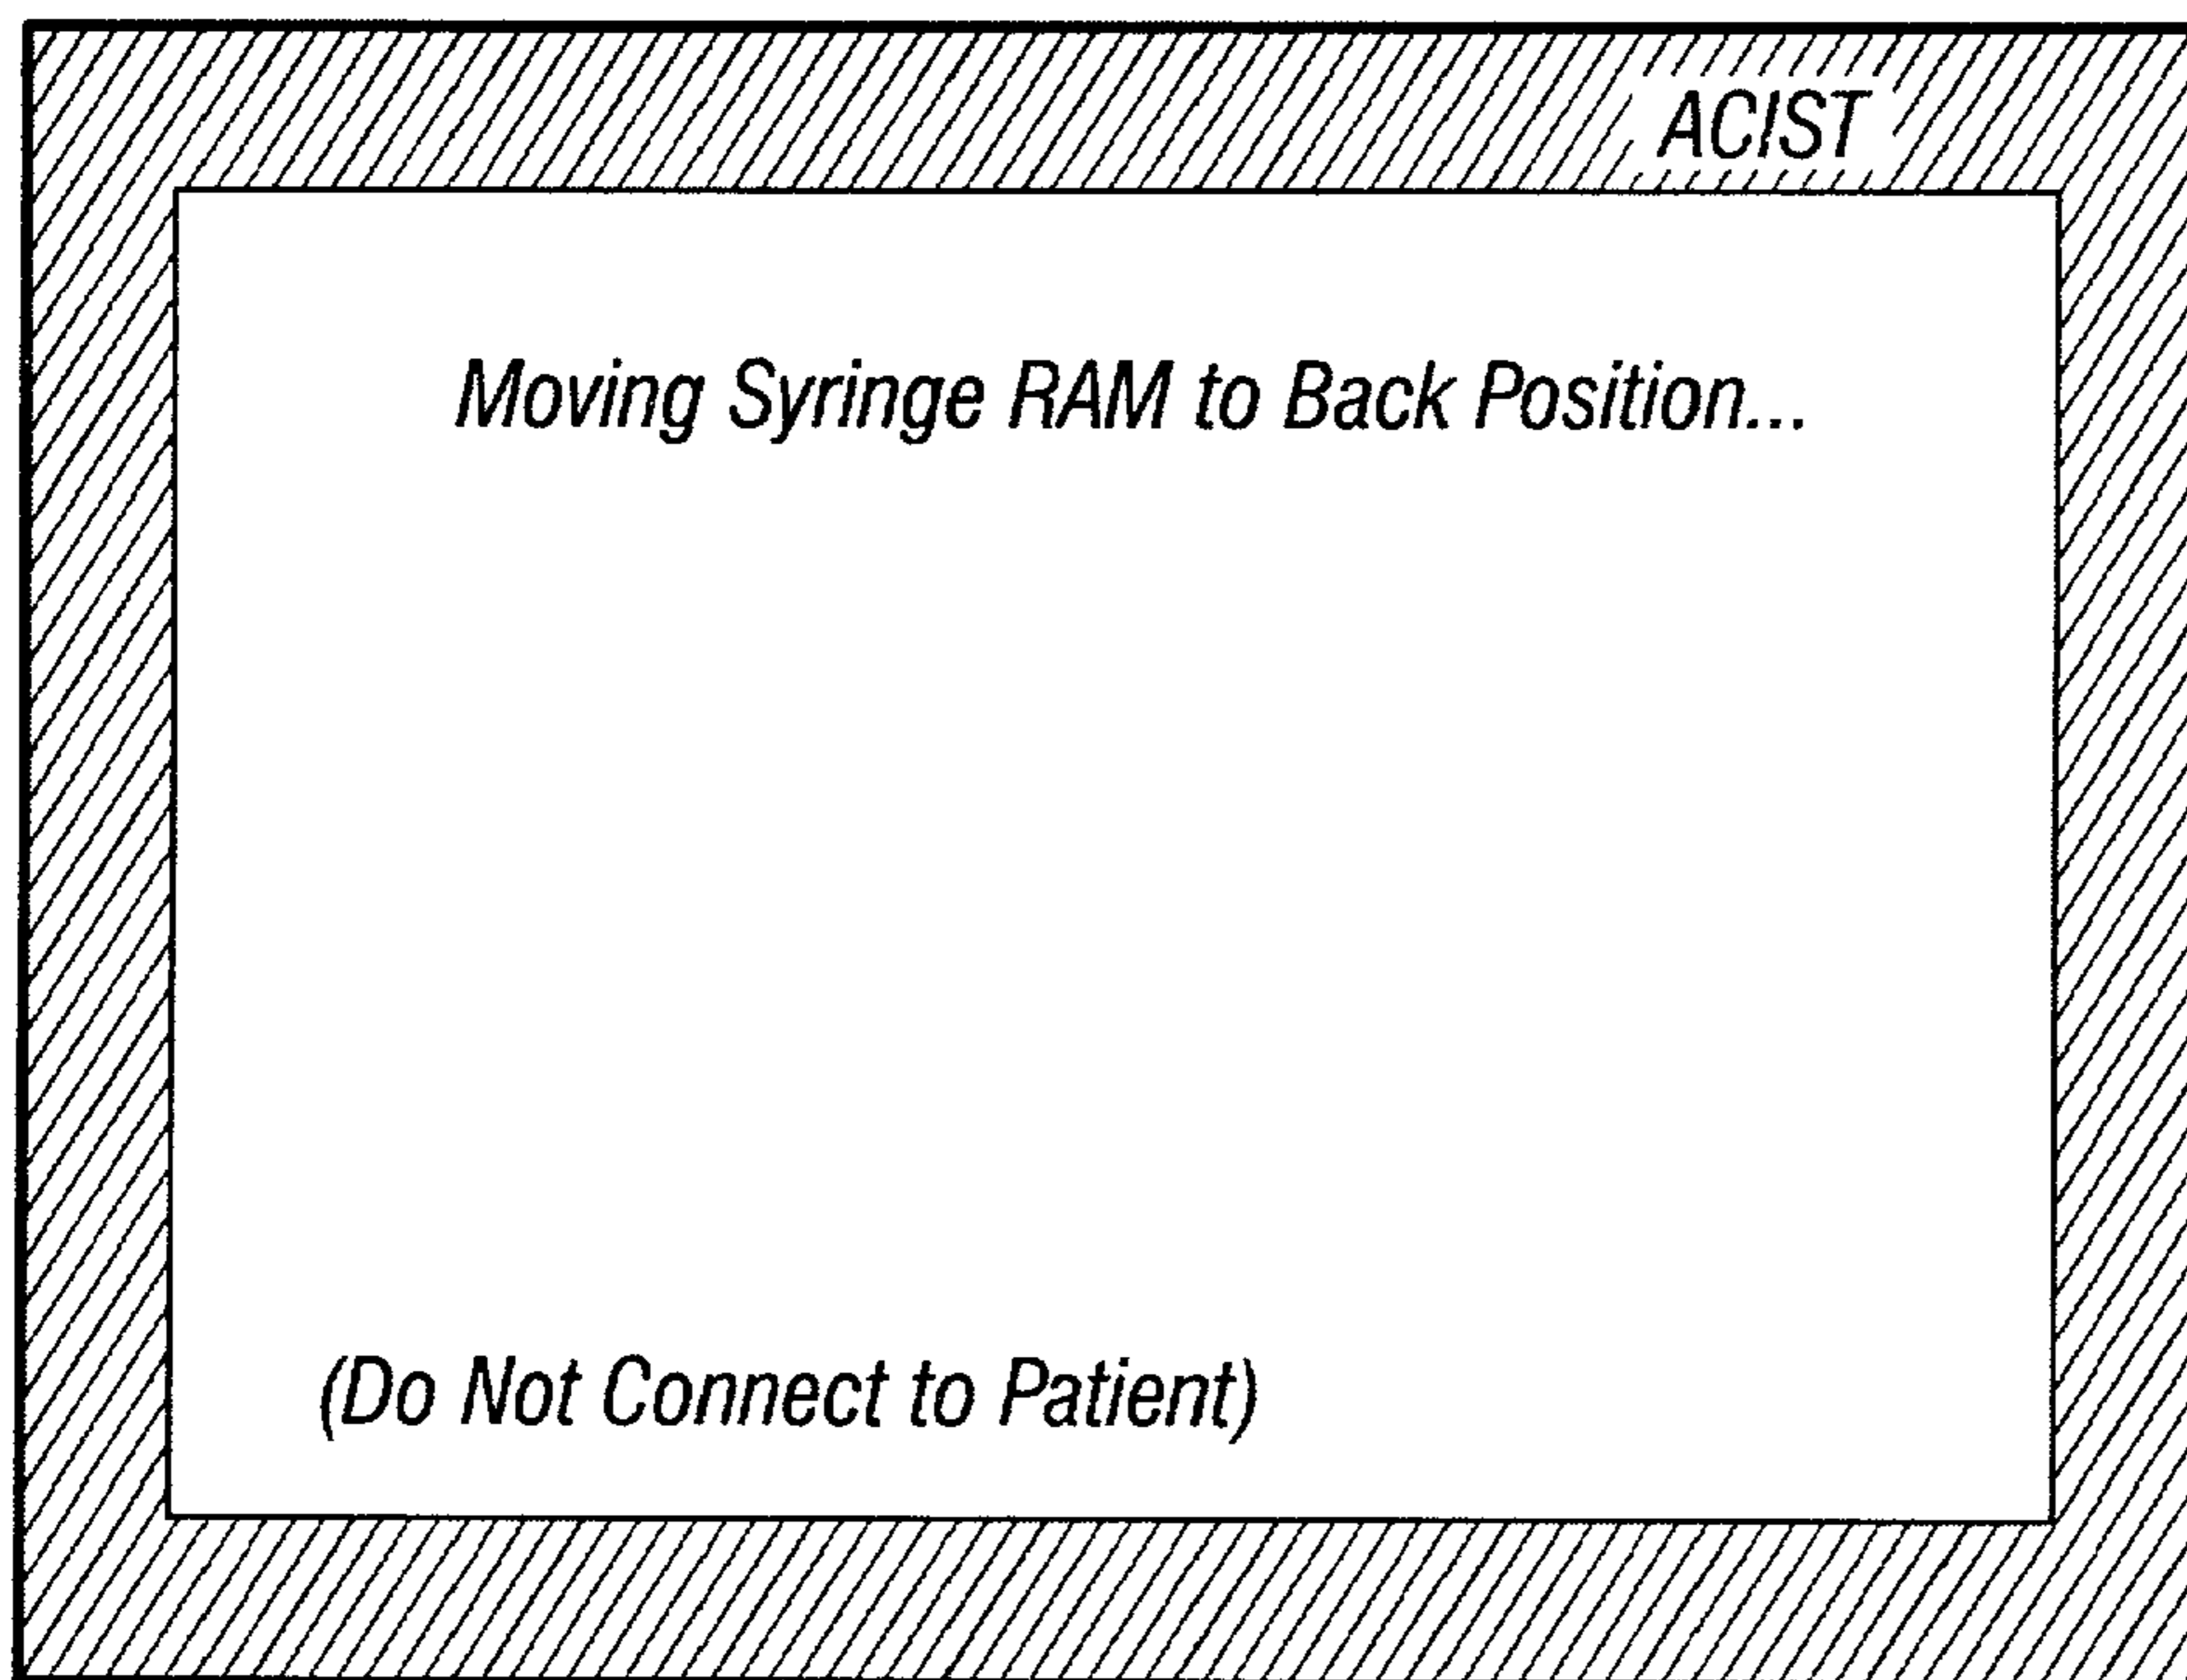 ACIST
Moving Syringe RAM to Back Position...
(Do Not Connect to Patient)